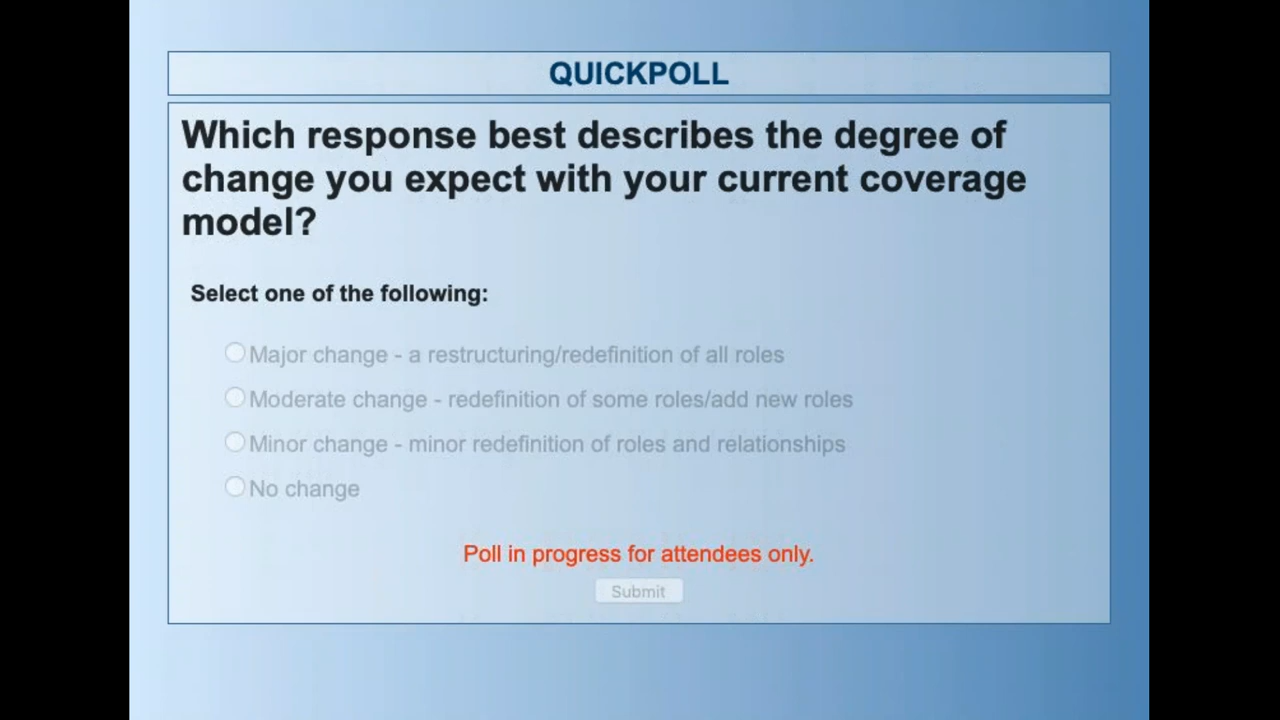 QUICKPOLL
Which response best describes the degree of
change you expect with your current coverage
model?
Select one of the following:
Major change - a restructuring/redefinition of all roles
Moderate change - redefinition of some roles/add new roles
Minor change - minor redefinition of roles and relationships
No change
Poll in progress for attendees only.
Submit